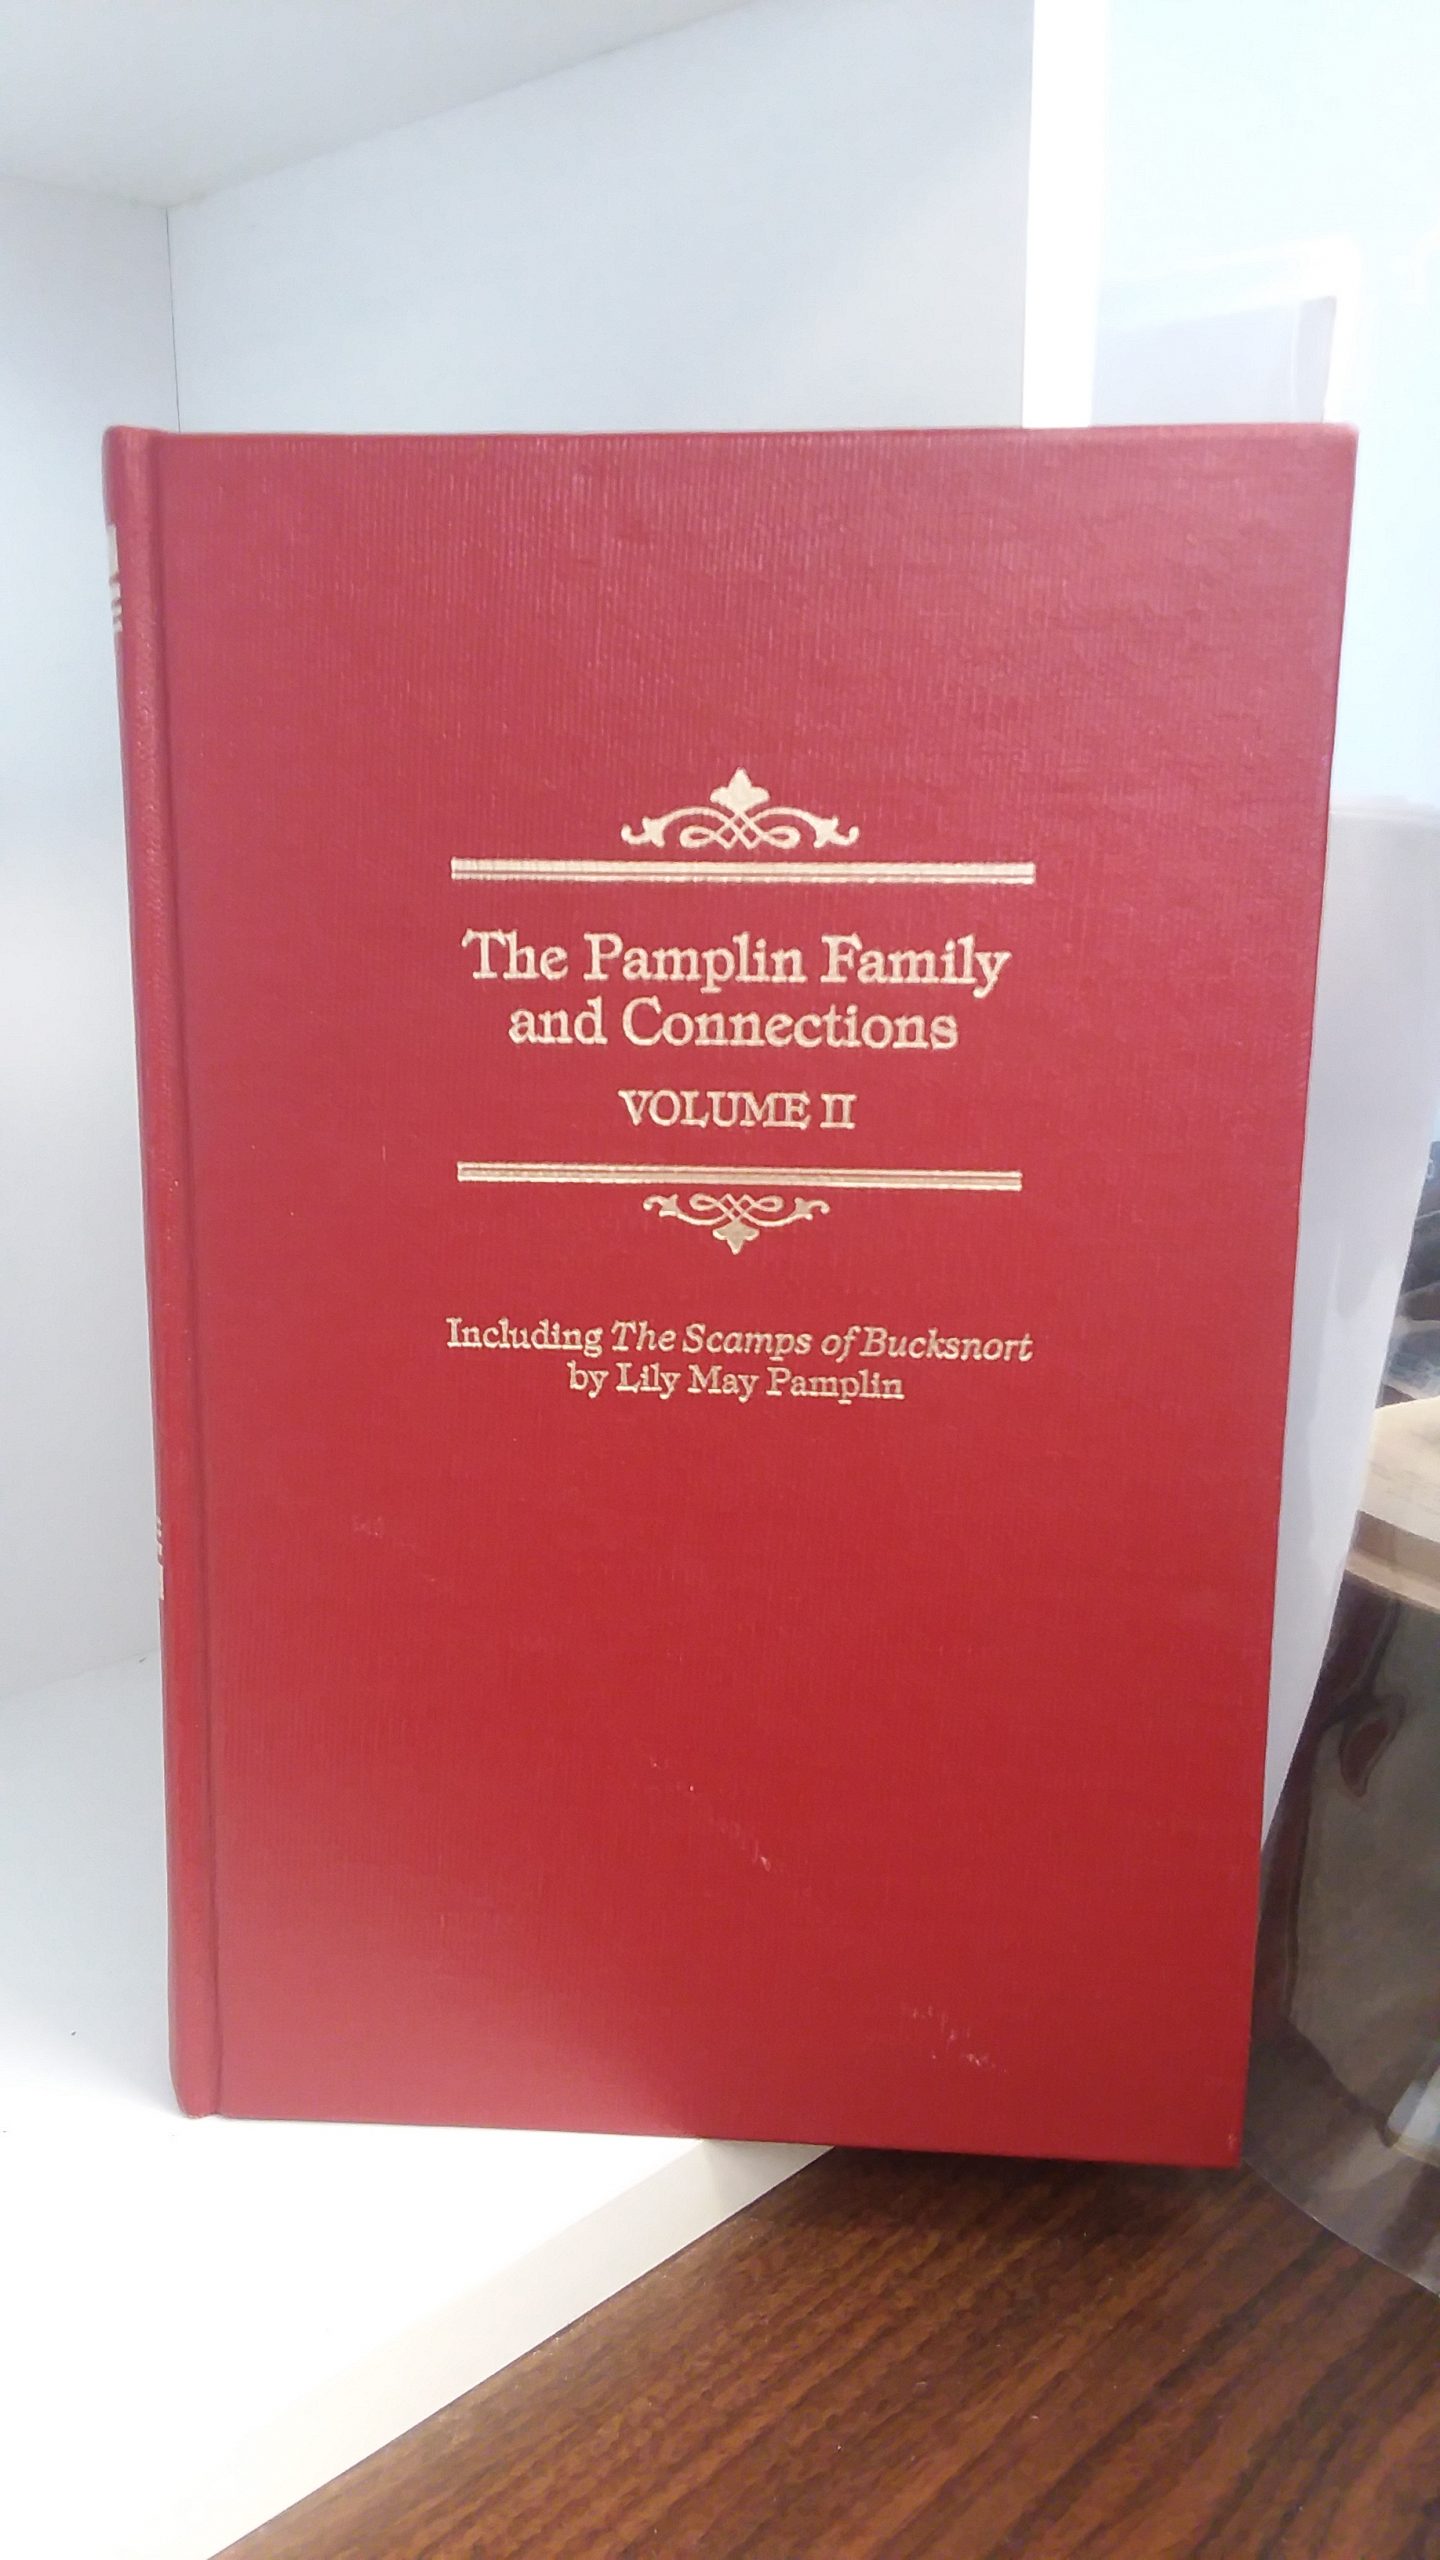 The Pamplin Family
and Connections
VOLUME II
Including The Scamps of Bucksnort
by Lily May Pamplin